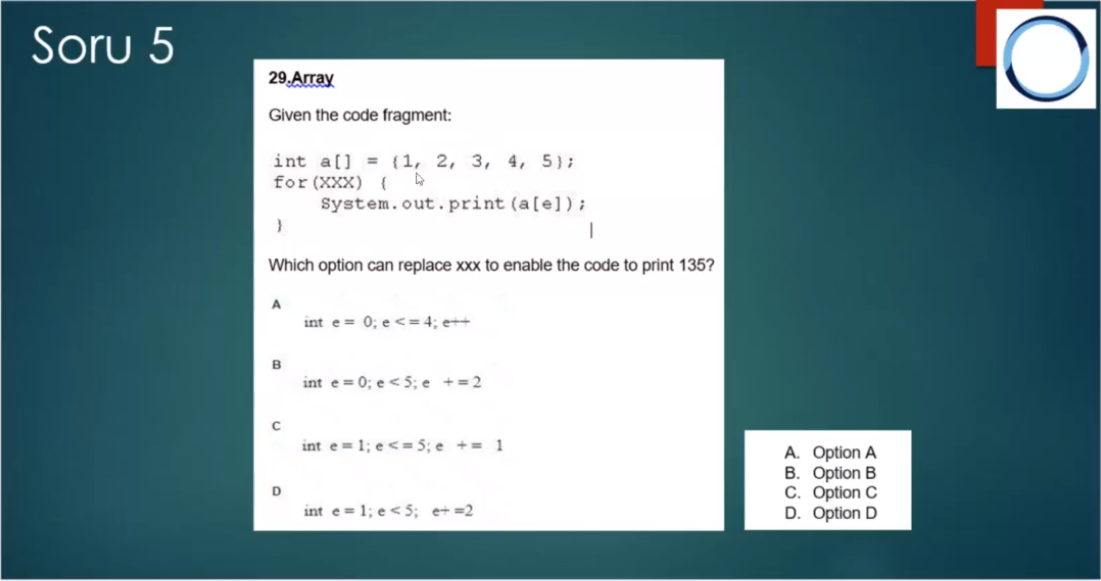 Soru 5
29.Array
Given the code fragment:
int a[] = {1, 2, 3, 4, 5};
for(XXX) {
System.out.print(a[e]);
}
Which option can replace xxx to enable the code to print 135?
A
int e = 0; e <= 4; e++
B
int e = 0; e < 5; e += 2
C
int e = 1; e <= 5; e += 1
D
int e = 1; e < 5; e+ =2
A. Option A
B. Option B
C. Option C
D. Option D